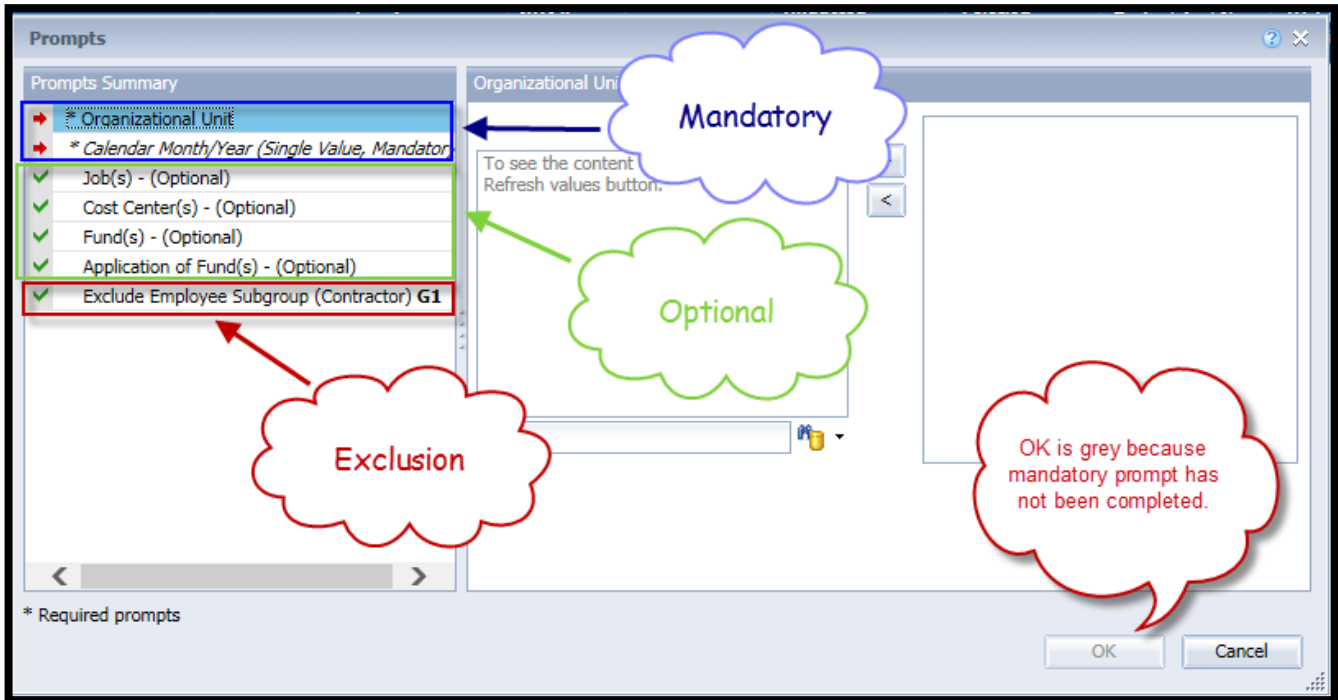 Prompts
Prompts Summary
Organizational Uni
* Organizational Unit
* Calendar Month/Year (Single Value, Mandatory
Job(s) - (Optional)
Cost Center(s) - (Optional)
Fund(s) - (Optional)
Application of Fund(s) - (Optional)
Exclude Employee Subgroup (Contractor) G1
Mandatory
To see the content
Refresh values button.
<
Optional
Exclusion
OK is grey because
mandatory prompt has
not been completed.
* Required prompts
OK
Cancel